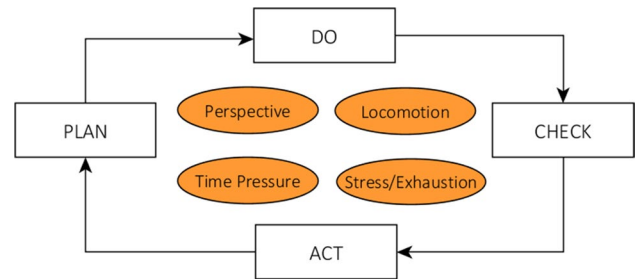 DO
Perspective
Locomotion
PLAN
CHECK
Time Pressure
Stress/Exhaustion
ACT